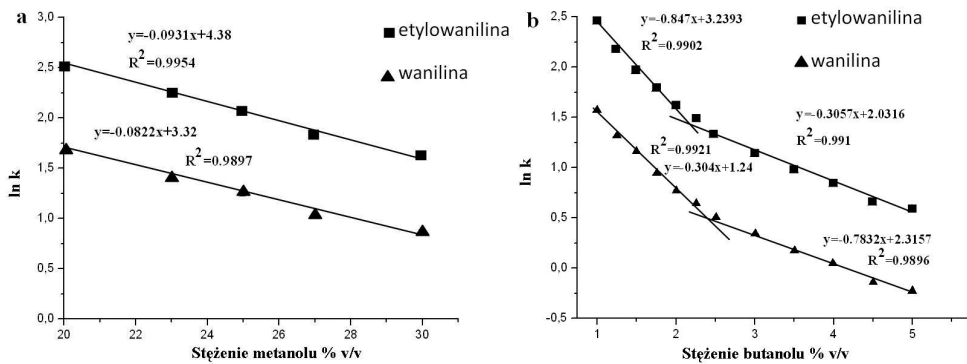 a
y=-0.0931x+4.38
R²=0.9954
etylowanilina
wanilina
y=-0.0822x+3.32
R²=0.9897
ln k
3,0
2,5
2,0
1,5
1,0
0,5
0,0
20
22
24
26
28
30
Stężenie metanolu % v/v
b
y=-0.847x+3.2393
R²=0.9902
etylowanilina
wanilina
y=-0.3057x+2.0316
R²=0.991
R²=0.9921
y=-0.304x+1.24
y=-0.7832x+2.3157
R²=0.9896
ln k
2,5
2,0
1,5
1,0
0,5
0,0
-0,5
1
2
3
4
5
Stężenie butanolu % v/v